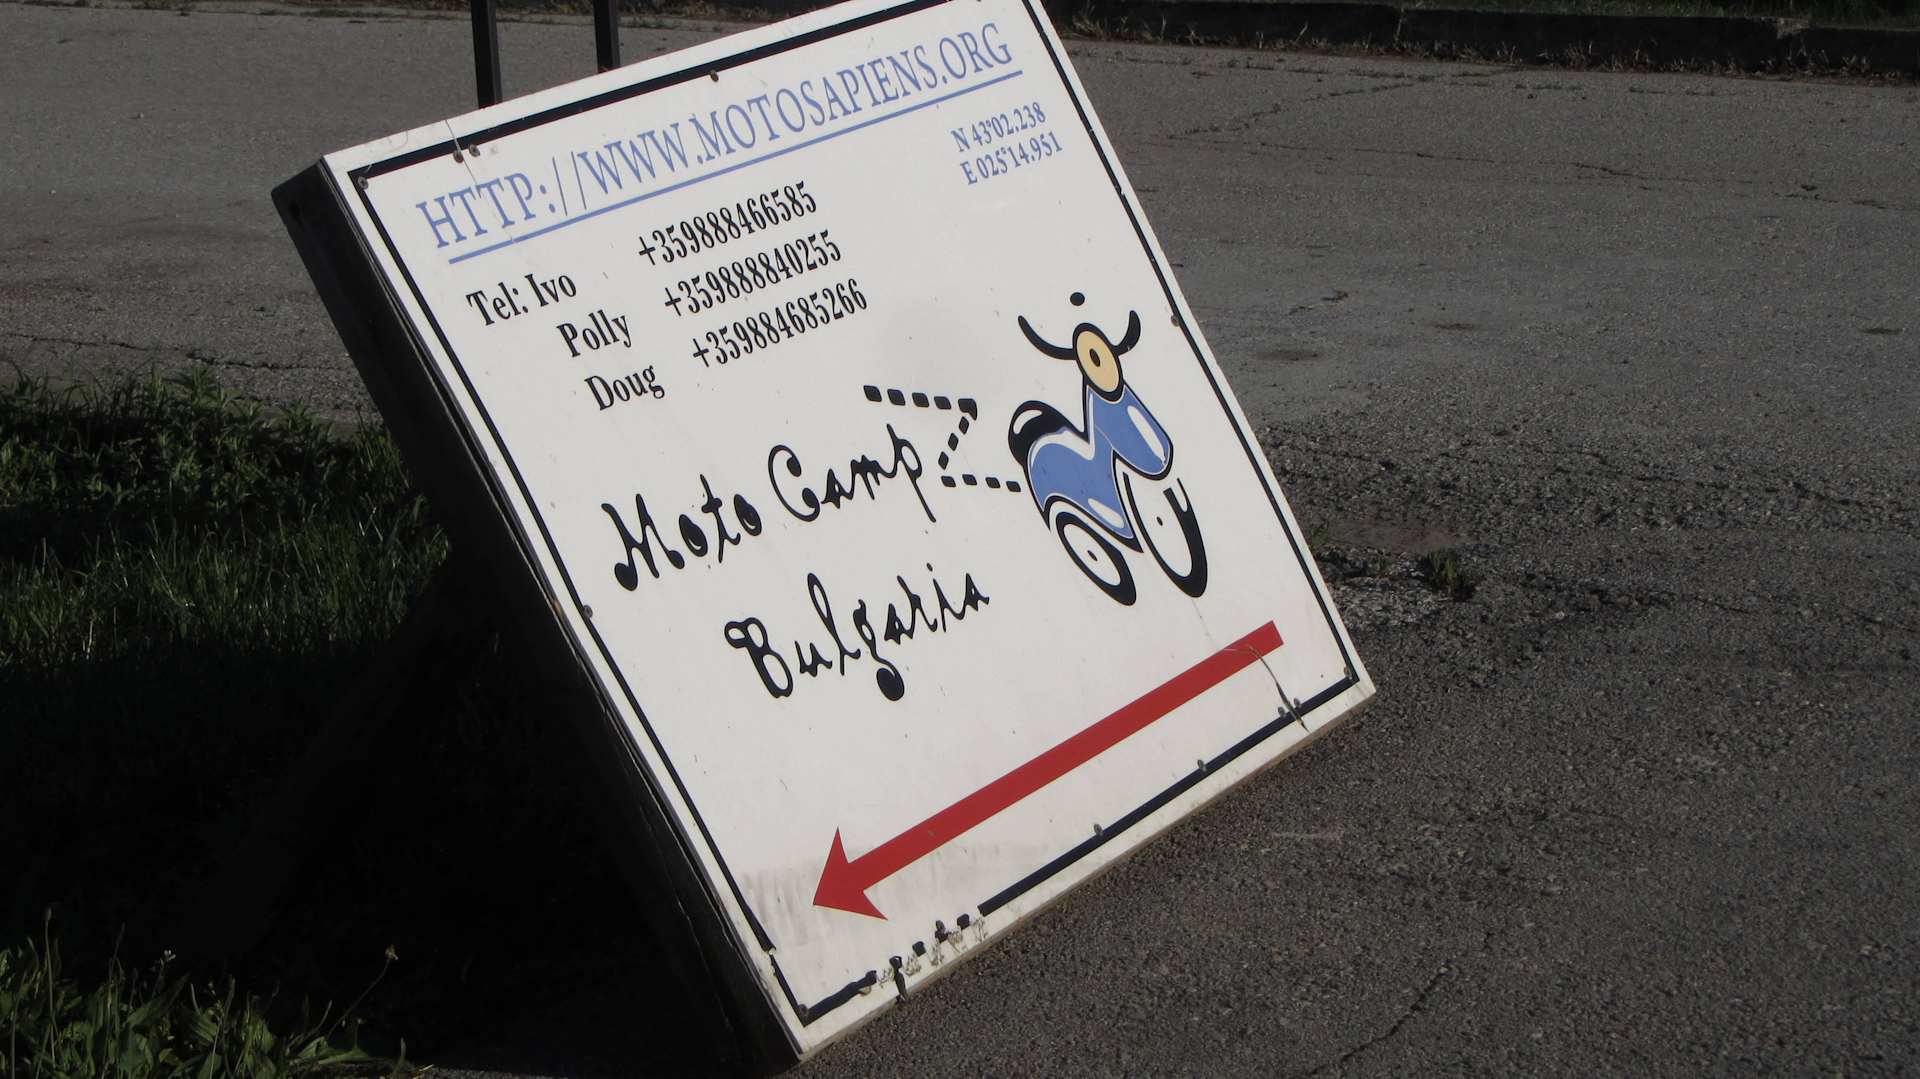 HTTP://WWW.MOTOSAPIENS.ORG
N 43°02.238
E 025°14.951
Tel: Ivo +359888466585
Polly +359888840255
Doug +359884685266
Moto Camp
Bulgaria